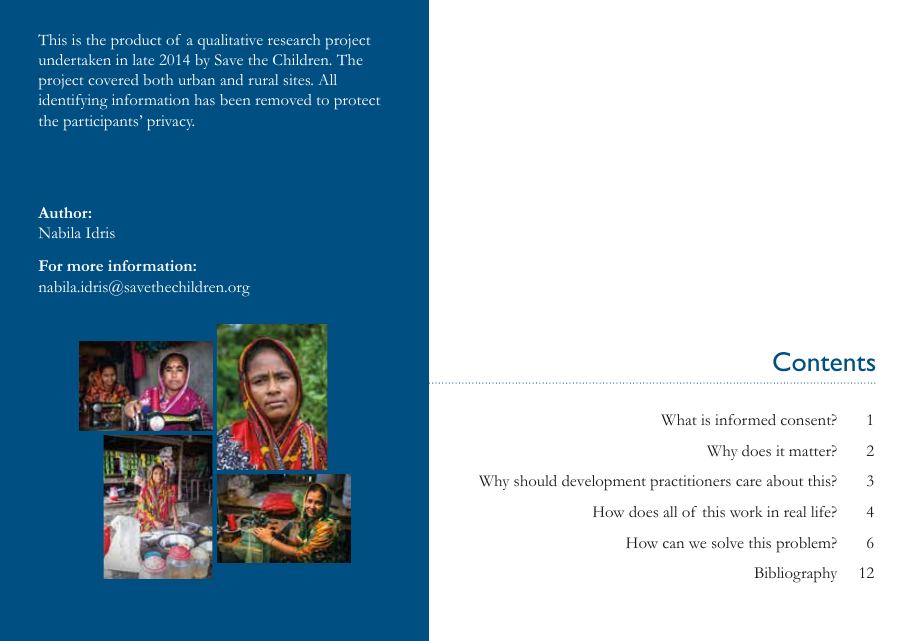 This is the product of a qualitative research project
undertaken in late 2014 by Save the Children. The
project covered both urban and rural sites. All
identifying information has been removed to protect
the participants’ privacy.
Author:
Nabila Idris
For more information:
nabila.idris@savethechildren.org
Contents
What is informed consent? 1
Why does it matter? 2
Why should development practitioners care about this? 3
How does all of this work in real life? 4
How can we solve this problem? 6
Bibliography 12